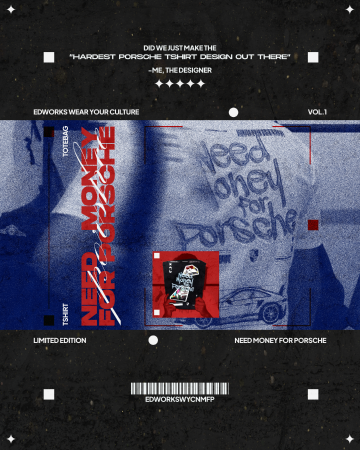 DID WE JUST MAKE THE
"HARDEST PORSCHE TSHIRT DESIGN OUT THERE"
–ME, THE DESIGNER
EDWORKS WEAR YOUR CULTURE
VOL.1
TOTEBAG
TSHIRT
NEED MONEY
FOR PORSCHE
Need
Money
for
Porsche
LIMITED EDITION
NEED MONEY FOR PORSCHE
EDWORKSWYCNMFP